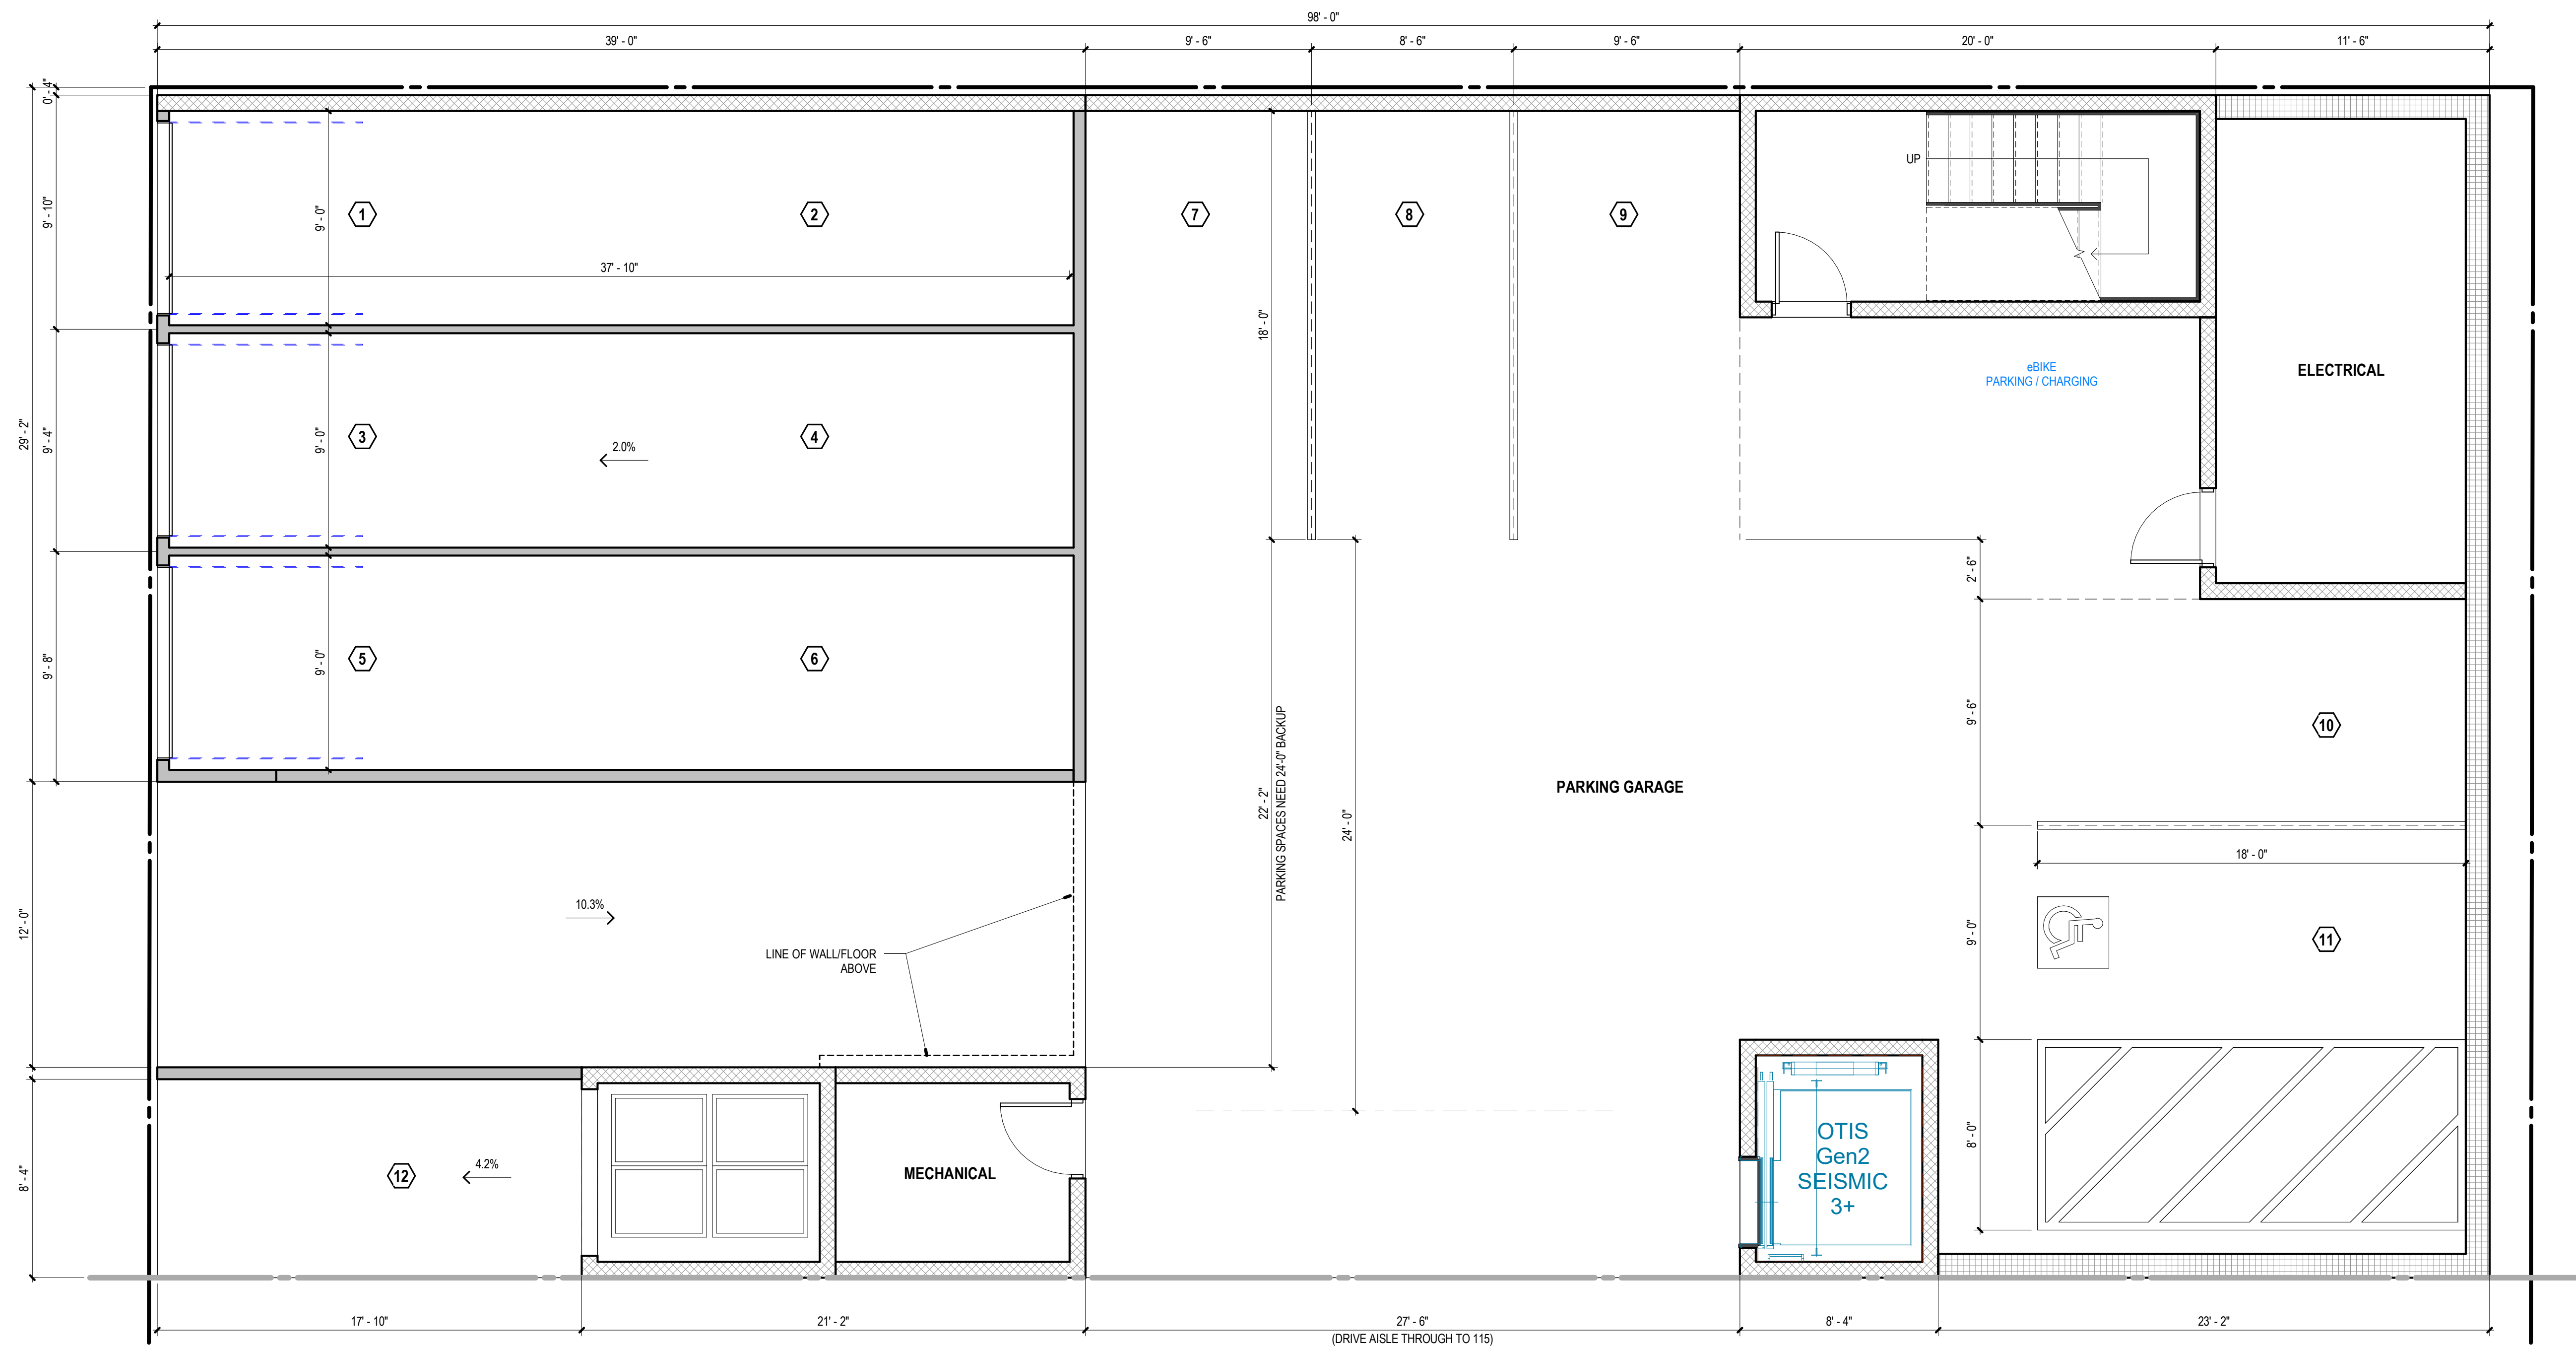 98' - 0"
39' - 0"
9' - 6"
8' - 6"
9' - 6"
20' - 0"
11' - 6"
0' - 4"
9' - 10"
29' - 2"
9' - 4"
9' - 8"
12' - 0"
8' - 4"
1
2
9' - 0"
37' - 10"
3
4
9' - 0"
2.0%
5
6
9' - 0"
7
8
9
18' - 0"
UP
eBIKE
PARKING / CHARGING
ELECTRICAL
2' - 6"
9' - 6"
10
22' - 2"
PARKING SPACES NEED 24'-0" BACKUP
24' - 0"
PARKING GARAGE
18' - 0"
9' - 0"
11
10.3%
LINE OF WALL/FLOOR
ABOVE
8' - 0"
12
4.2%
MECHANICAL
OTIS
Gen2
SEISMIC
3+
17' - 10"
21' - 2"
27' - 6"
(DRIVE AISLE THROUGH TO 115)
8' - 4"
23' - 2"